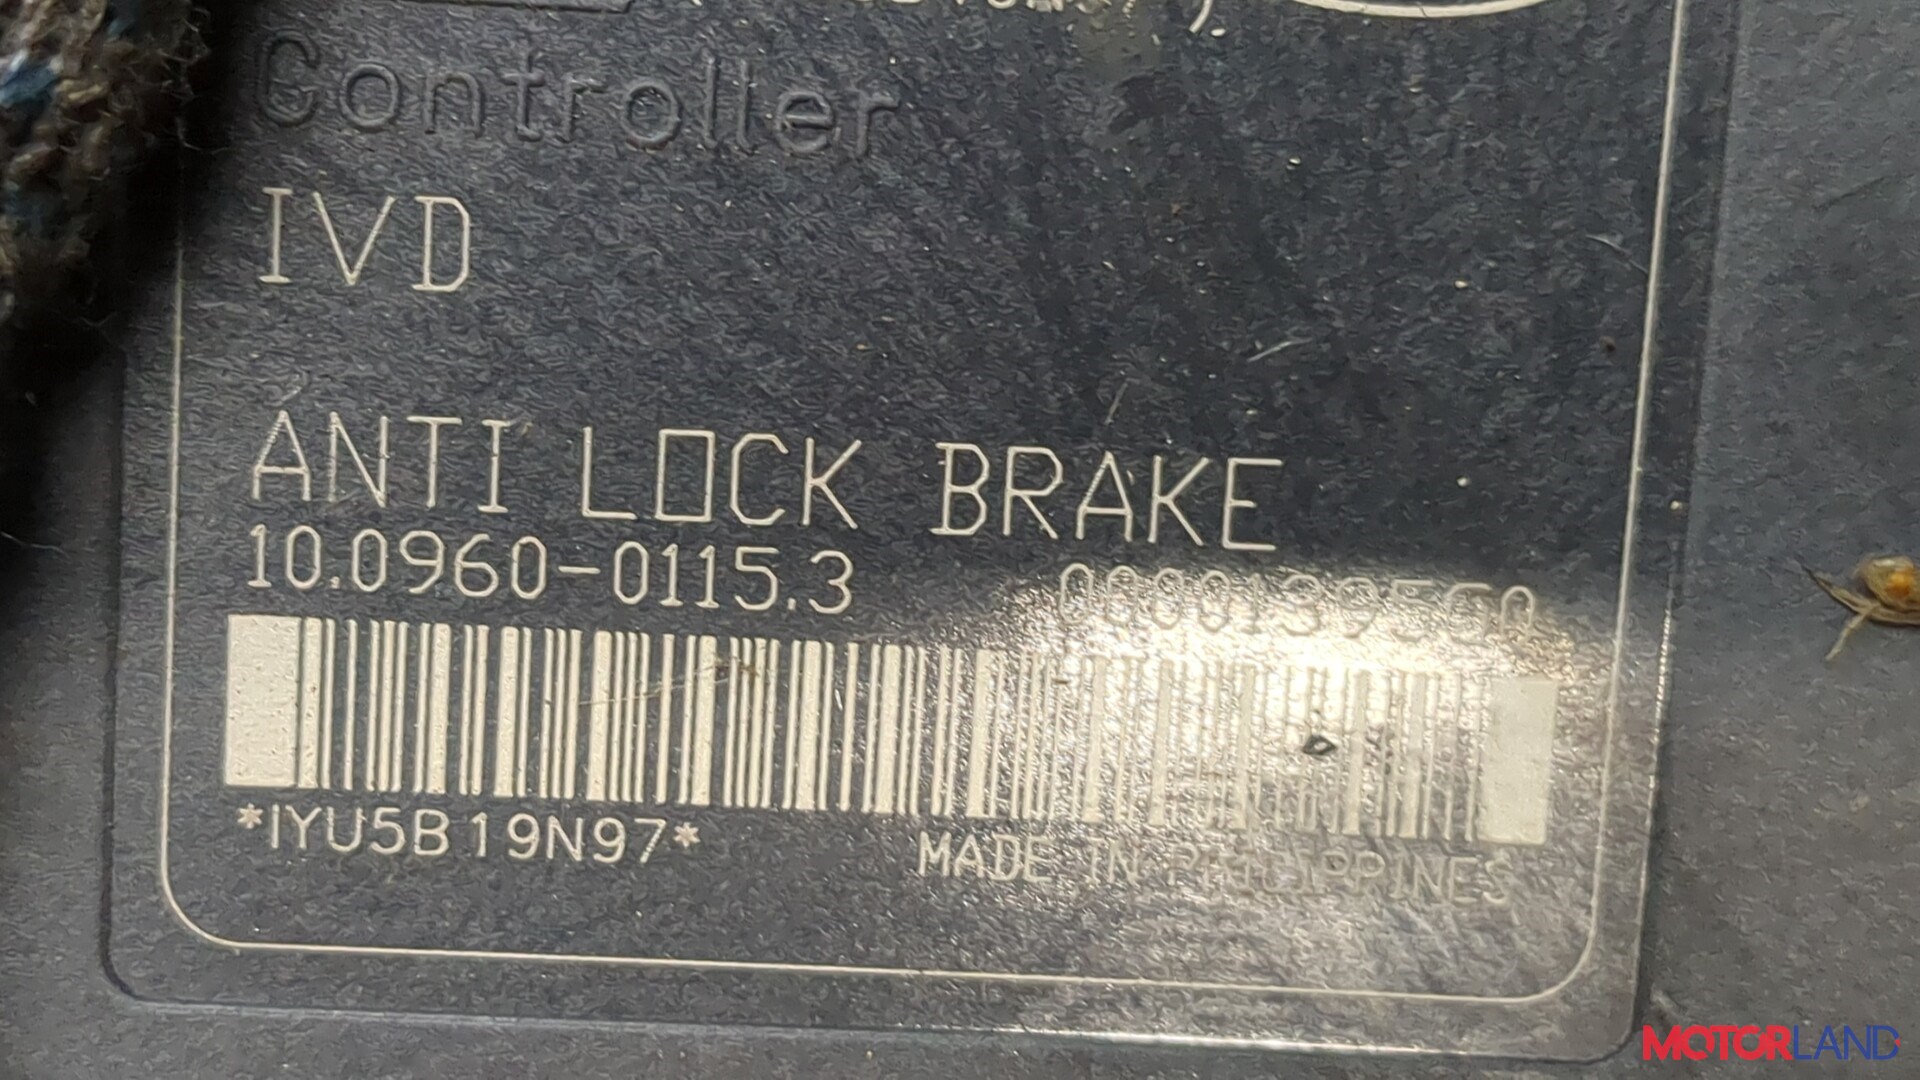 Controller
IVD
ANTI LOCK BRAKE
10.0960-0115.3
*IYU5B19N97*
MADE IN PHILIPPINES
MOTORLAND